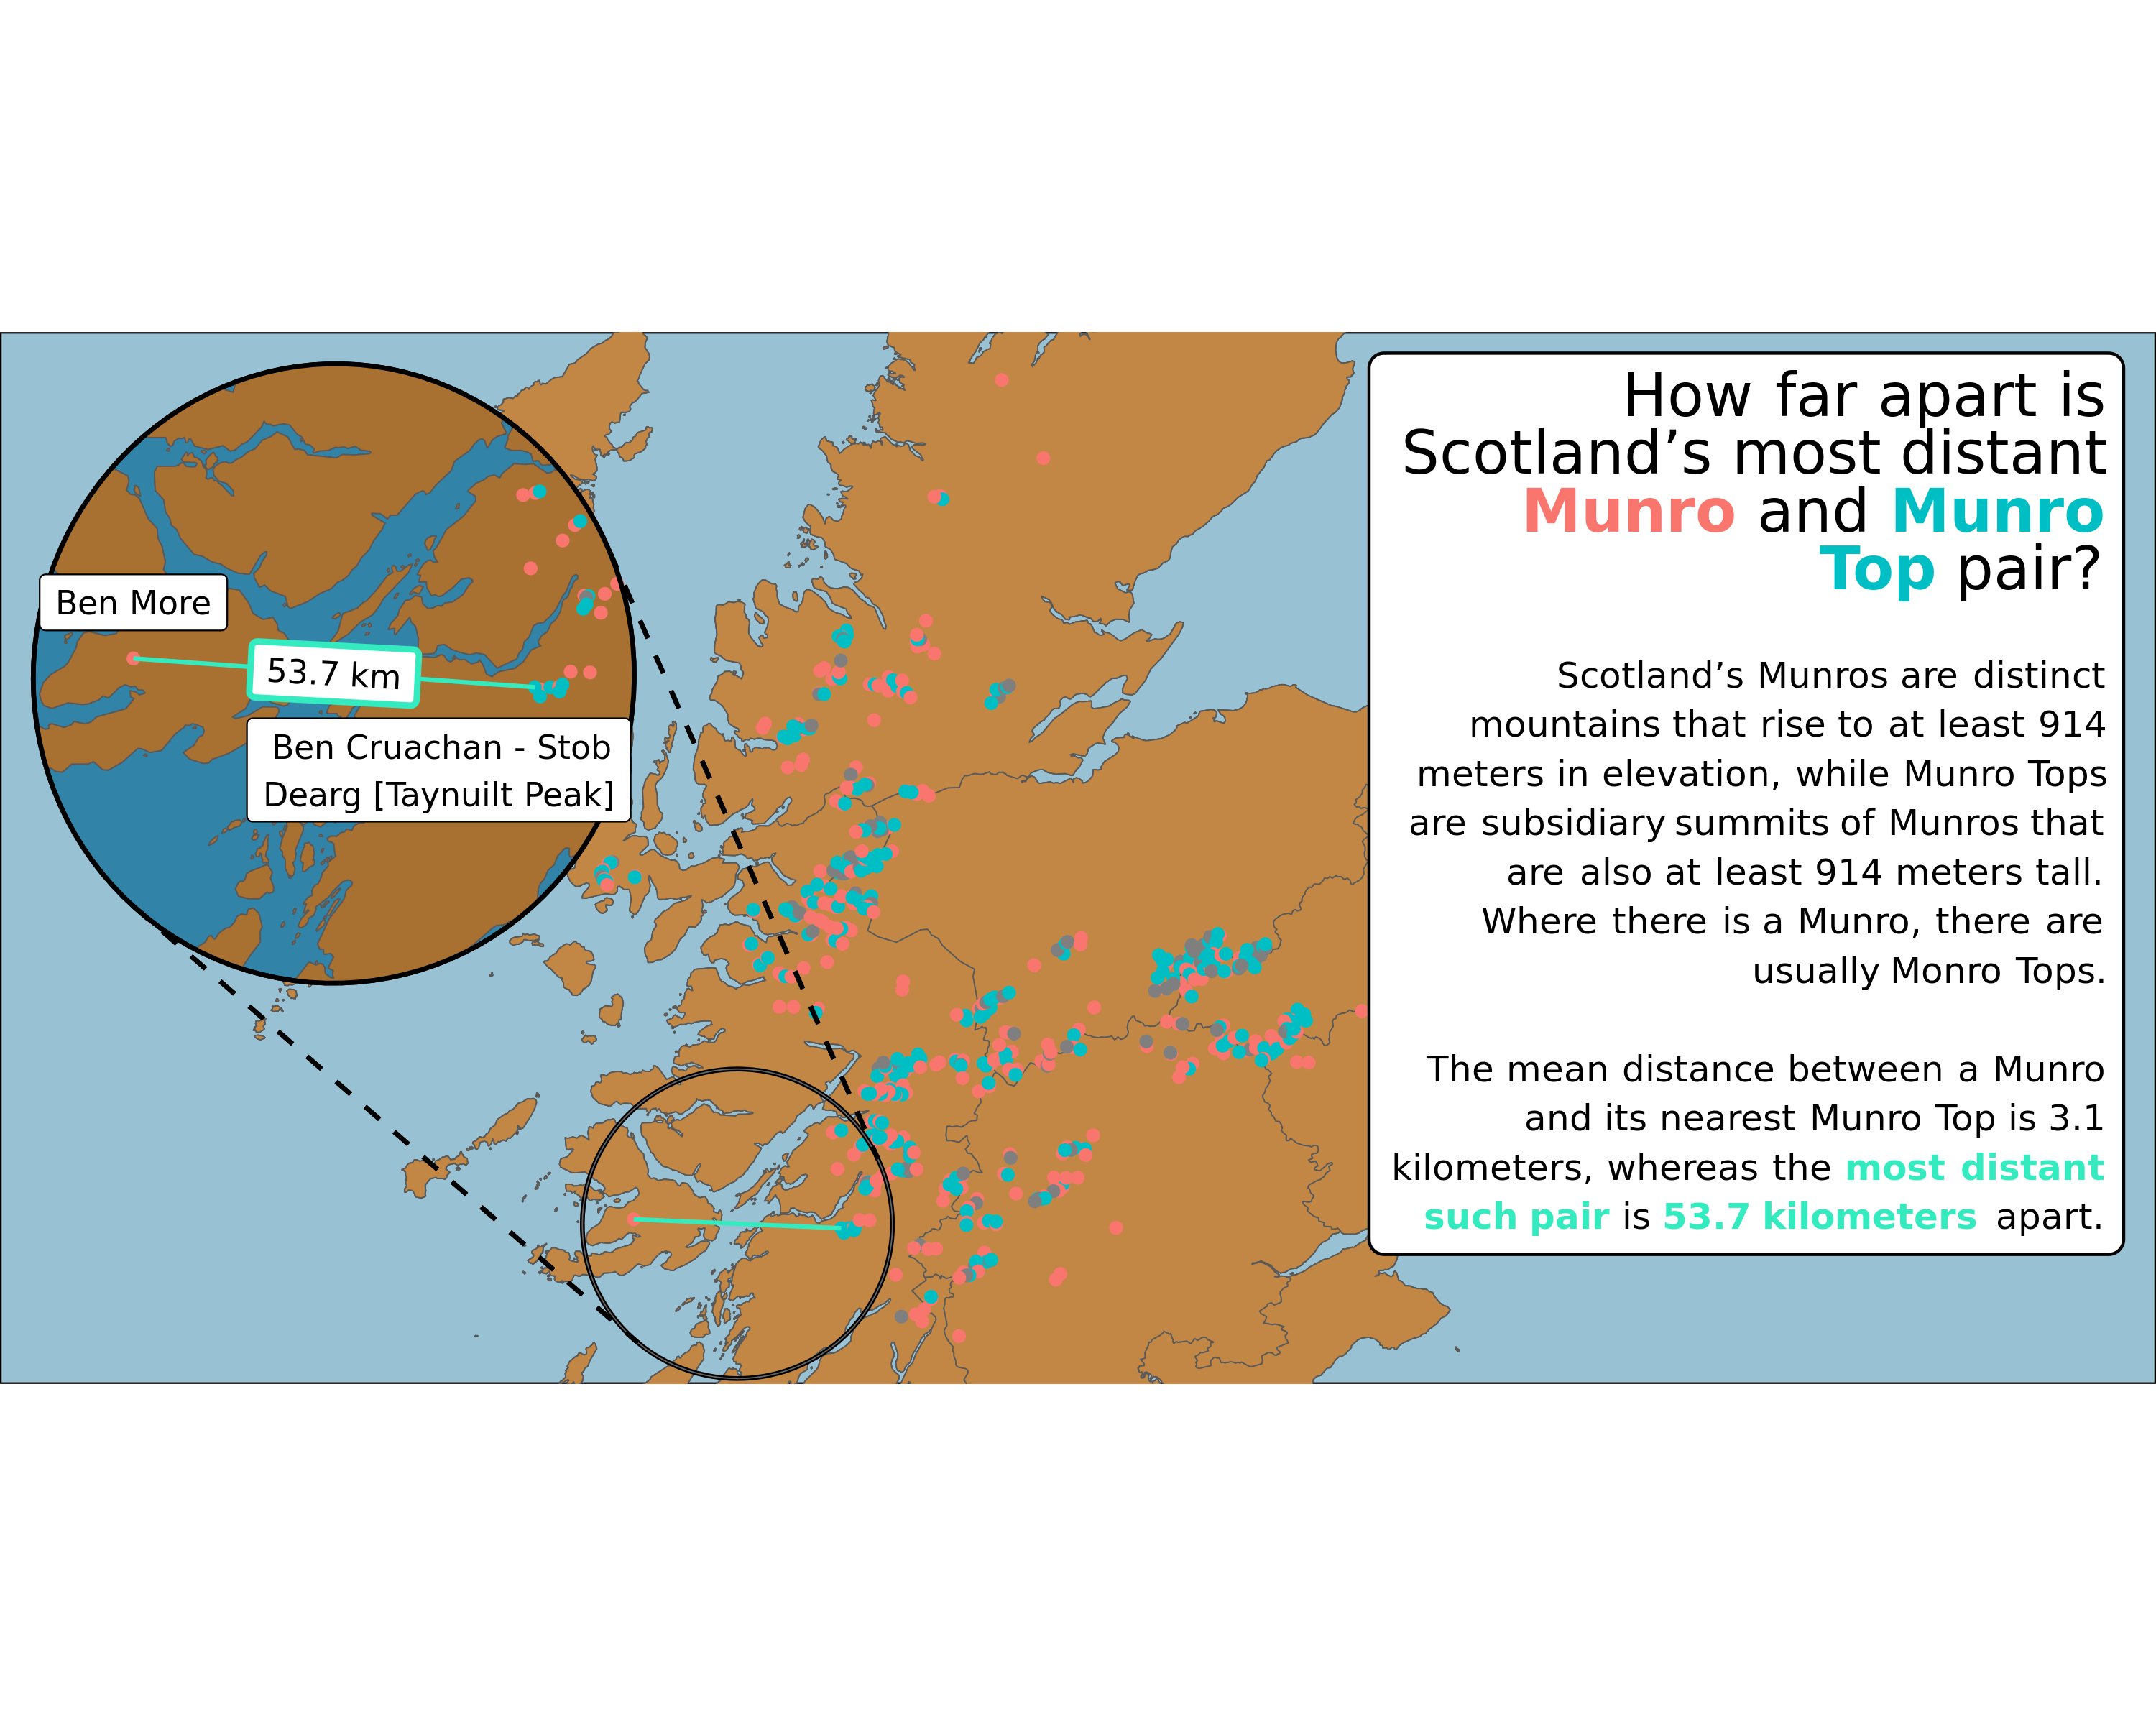 How far apart is
Scotland’s most distant
Munro and Munro
Top pair?
Scotland’s Munros are distinct
mountains that rise to at least 914
meters in elevation, while Munro Tops
are subsidiary summits of Munros that
are also at least 914 meters tall.
Where there is a Munro, there are
usually Monro Tops.
The mean distance between a Munro
and its nearest Munro Top is 3.1
kilometers, whereas the most distant
such pair is 53.7 kilometers apart.
Ben More
53.7 km
Ben Cruachan - Stob
Dearg [Taynuilt Peak]